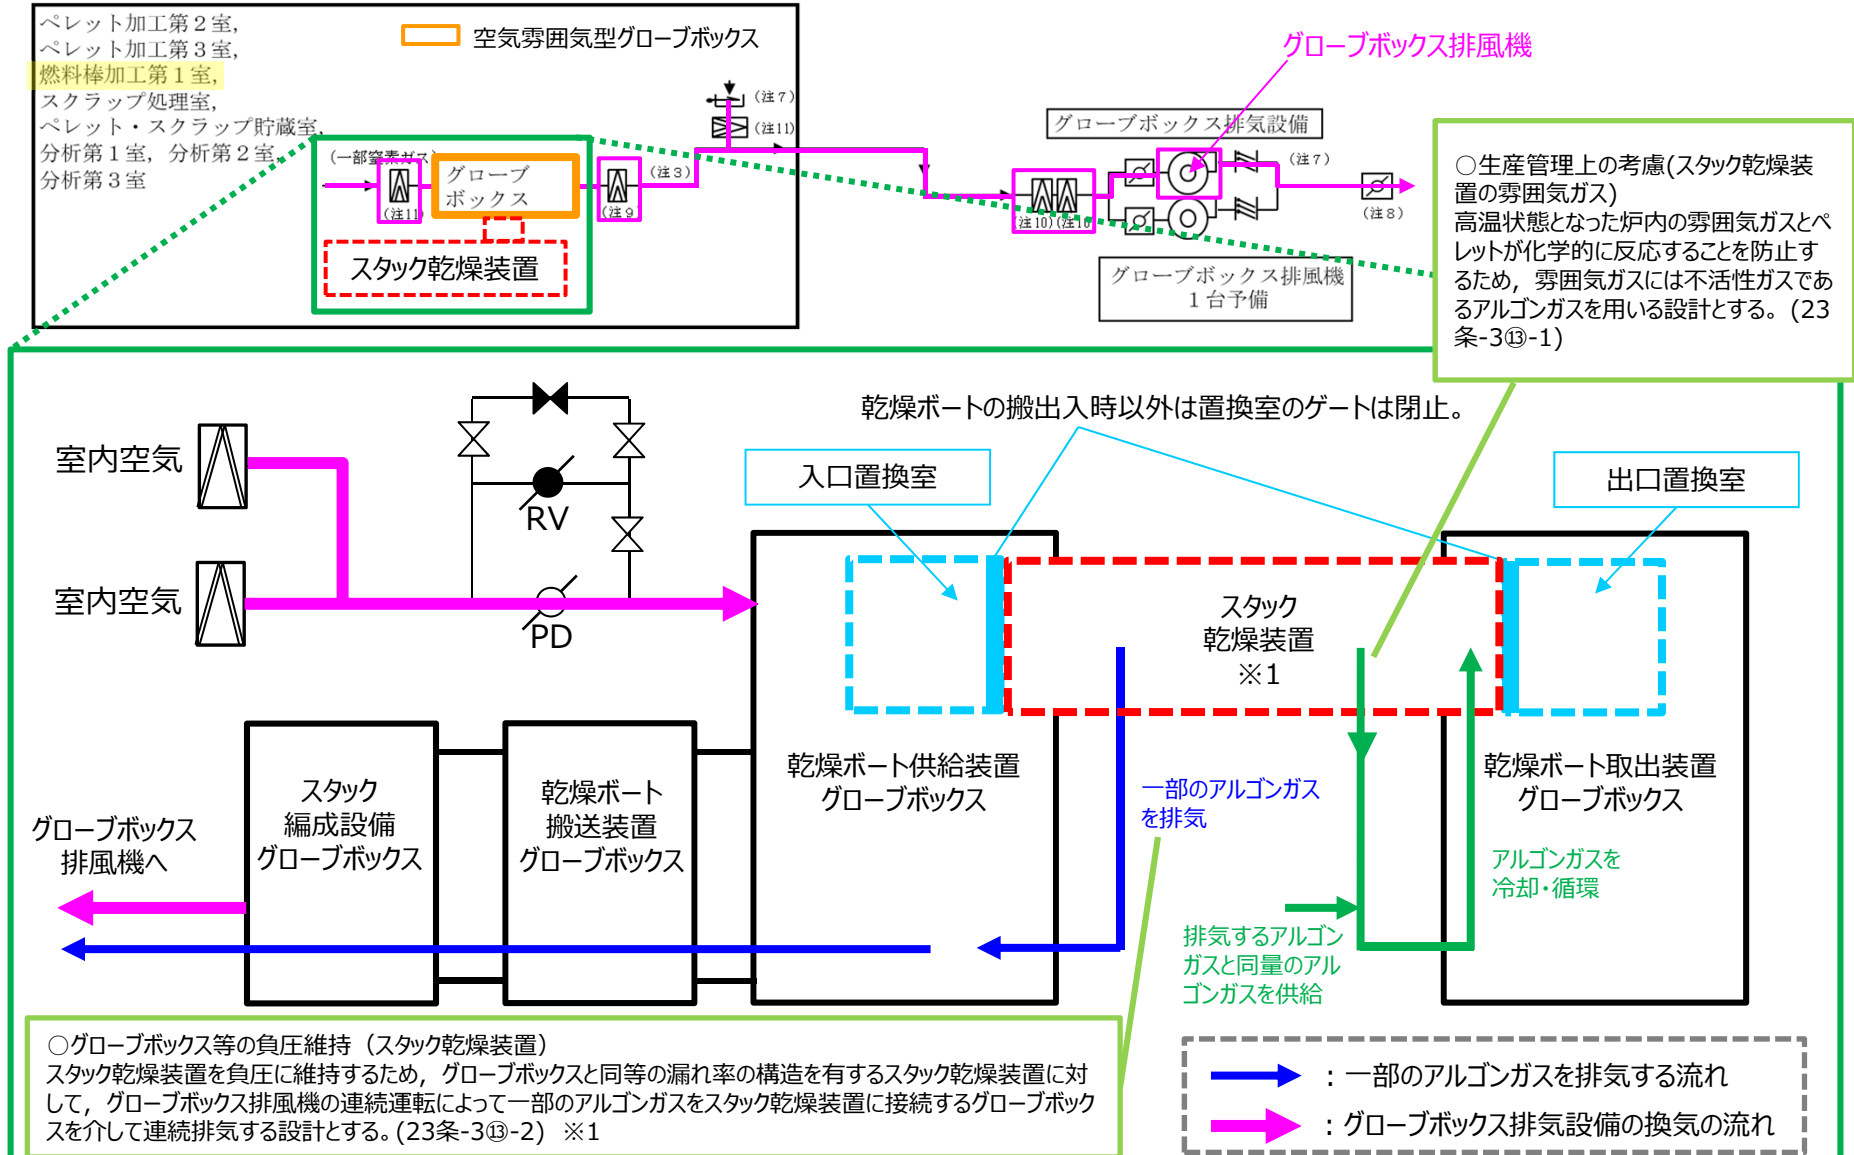 ペレット加工第２室，
ペレット加工第３室，
燃料棒加工第１室，
スクラップ処理室，
ペレット・スクラップ貯蔵室，
分析第１室，分析第２室，
分析第３室
空気雰囲気型グローブボックス
（一部窒素ガス）
グローブ
ボックス
（注11）
（注９）
（注３）
（注７）
（注11）
スタック乾燥装置
グローブボックス排風機
グローブボックス排気設備
（注７）
（注８）
（注10）（注10）
グローブボックス排風機
１台予備
○生産管理上の考慮(スタック乾燥装
置の雰囲気ガス)
高温状態となった炉内の雰囲気ガスとペ
レットが化学的に反応することを防止す
るため，雰囲気ガスには不活性ガスであ
るアルゴンガスを用いる設計とする。(23
条-3⑬-1)
乾燥ボートの搬出入時以外は置換室のゲートは閉止。
室内空気
室内空気
RV
PD
入口置換室
出口置換室
スタック
乾燥装置
※1
乾燥ボート供給装置
グローブボックス
乾燥ボート取出装置
グローブボックス
スタック
編成設備
グローブボックス
乾燥ボート
搬送装置
グローブボックス
グローブボックス
排風機へ
一部のアルゴンガス
を排気
アルゴンガスを
冷却・循環
排気するアルゴン
ガスと同量のアル
ゴンガスを供給
○グローブボックス等の負圧維持（スタック乾燥装置）
スタック乾燥装置を負圧に維持するため，グローブボックスと同等の漏れ率の構造を有するスタック乾燥装置に対
して，グローブボックス排風機の連続運転によって一部のアルゴンガスをスタック乾燥装置に接続するグローブボック
スを介して連続排気する設計とする。(23条-3⑬-2) ※1
：一部のアルゴンガスを排気する流れ
：グローブボックス排気設備の換気の流れ